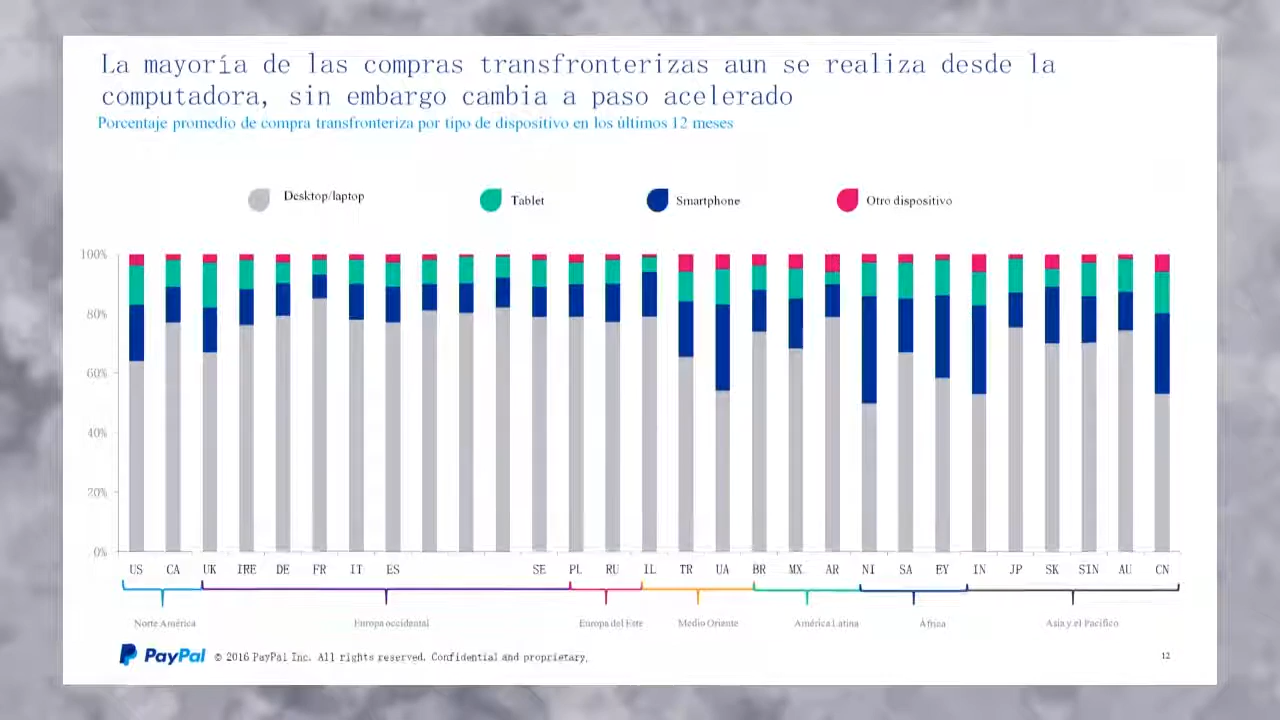 La mayoría de las compras transfronterizas aun se realiza desde la
computadora, sin embargo cambia a paso acelerado
Porcentaje promedio de compra transfronteriza por tipo de dispositivo en los últimos 12 meses
Desktop/laptop Tablet Smartphone Otro dispositivo
100%
80%
60%
40%
20%
0%
US CA UK IRE DE FR IT ES SE PL RU IL TR UA BR MX AR NI SA EY IN JP SK SIN AU CN
Norte América Europa occidental Europa del Este Medio Oriente América Latina África Asia y el Pacífico
PayPal © 2016 PayPal Inc. All rights reserved. Confidential and proprietary. 12